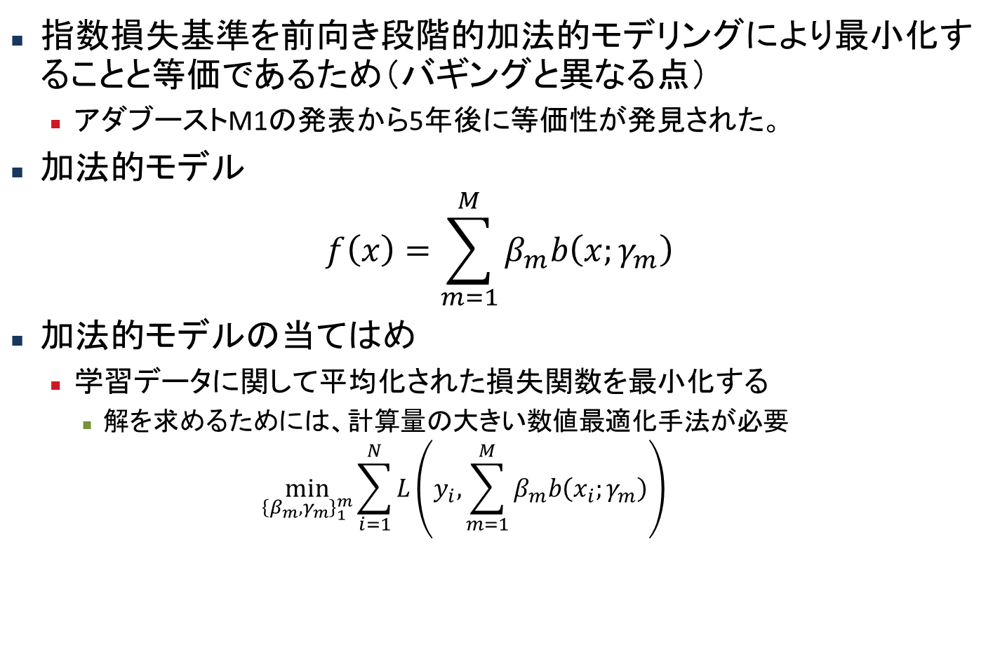 指数損失基準を前向き段階的加法的モデリングにより最小化す
ることと等価であるため（バギングと異なる点）
アダブーストM1の発表から5年後に等価性が発見された。
加法的モデル
f(x) = \sum_{m=1}^{M} β_m b(x; γ_m)
加法的モデルの当てはめ
学習データに関して平均化された損失関数を最小化する
解を求めるためには、計算量の大きい数値最適化手法が必要
\min_{\{β_m,γ_m\}_1^m} \sum_{i=1}^{N} L \left( y_i, \sum_{m=1}^{M} β_m b(x_i; γ_m) \right)